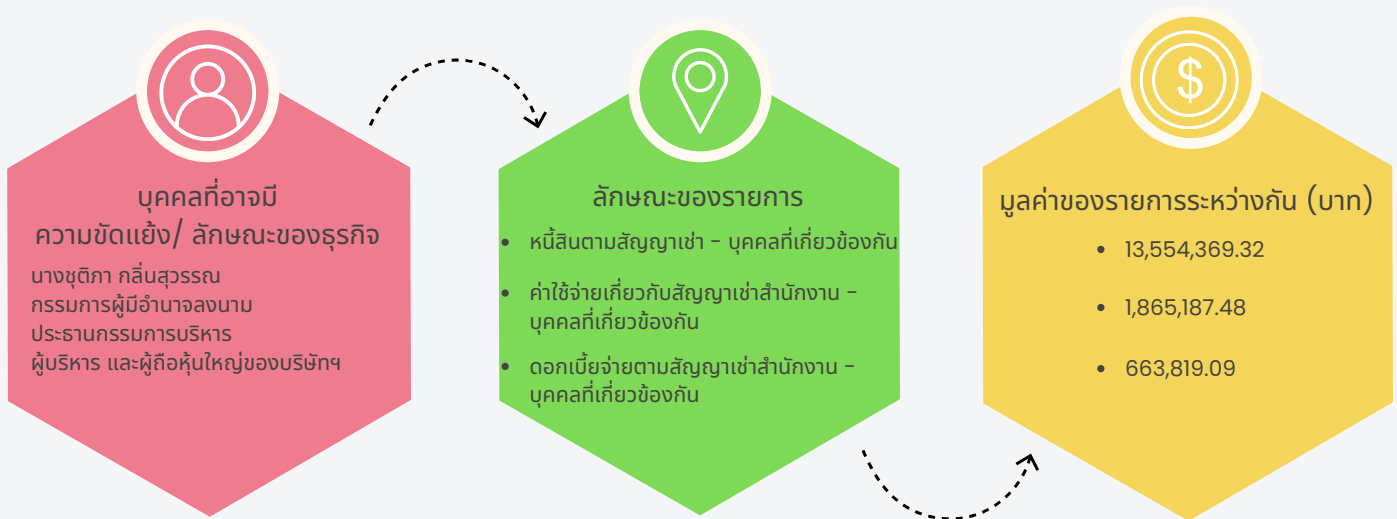 บุคคลที่อาจมี
ความขัดแย้ง/ ลักษณะของธุรกิจ
นางชุติภา กลิ่นสุวรรณ
กรรมการผู้มีอำนาจลงนาม
ประธานกรรมการบริหาร
ผู้บริหาร และผู้ถือหุ้นใหญ่ของบริษัทฯ
ลักษณะของรายการ
• หนี้สินตามสัญญาเช่า - บุคคลที่เกี่ยวข้องกัน
• ค่าใช้จ่ายเกี่ยวกับสัญญาเช่าสำนักงาน -
บุคคลที่เกี่ยวข้องกัน
• ดอกเบี้ยจ่ายตามสัญญาเช่าสำนักงาน -
บุคคลที่เกี่ยวข้องกัน
$
มูลค่าของรายการระหว่างกัน (บาท)
• 13,554,369.32
• 1,865,187.48
• 663,819.09